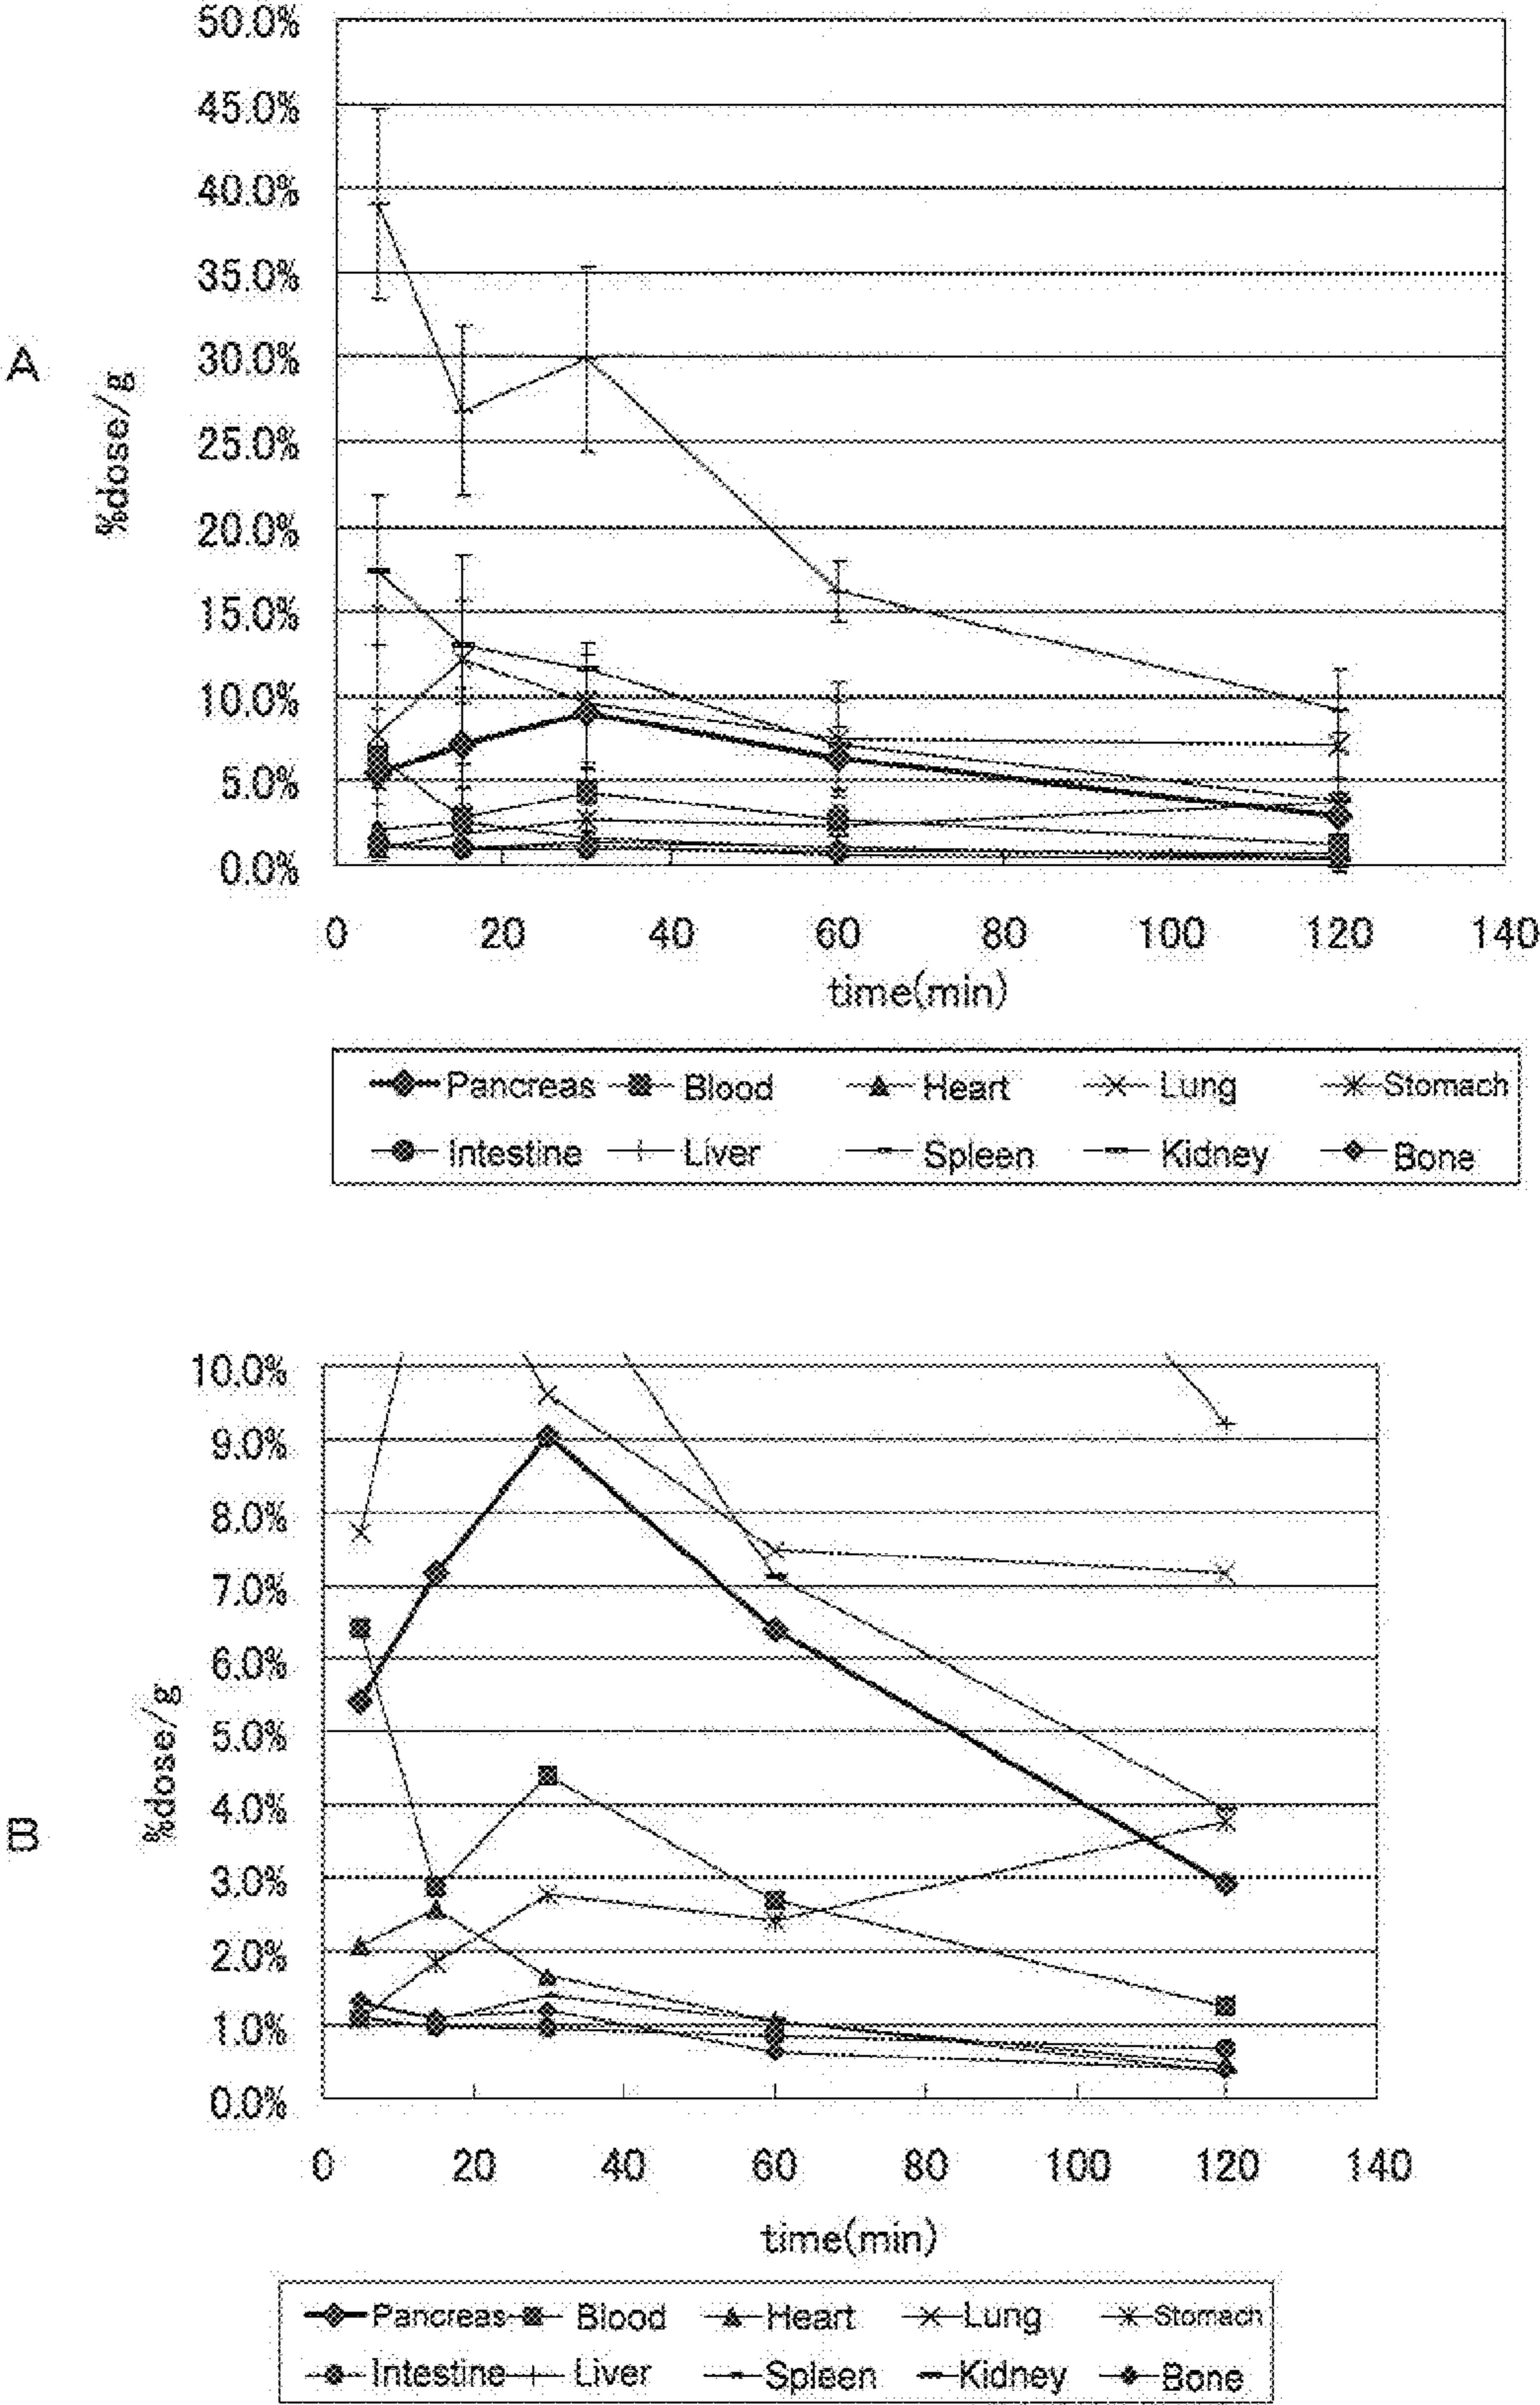 50.0%
45.0%
40.0%
35.0%
30.0%
25.0%
20.0%
15.0%
10.0%
5.0%
0.0%
A
%dose/g
0 20 40 60 80 100 120 140
time(min)
Pancreas Blood Heart Lung Stomach
Intestine Liver Spleen Kidney Bone
10.0%
9.0%
8.0%
7.0%
6.0%
5.0%
4.0%
3.0%
2.0%
1.0%
0.0%
B
%dose/g
0 20 40 60 80 100 120 140
time(min)
Pancreas Blood Heart Lung Stomach
Intestine Liver Spleen Kidney Bone